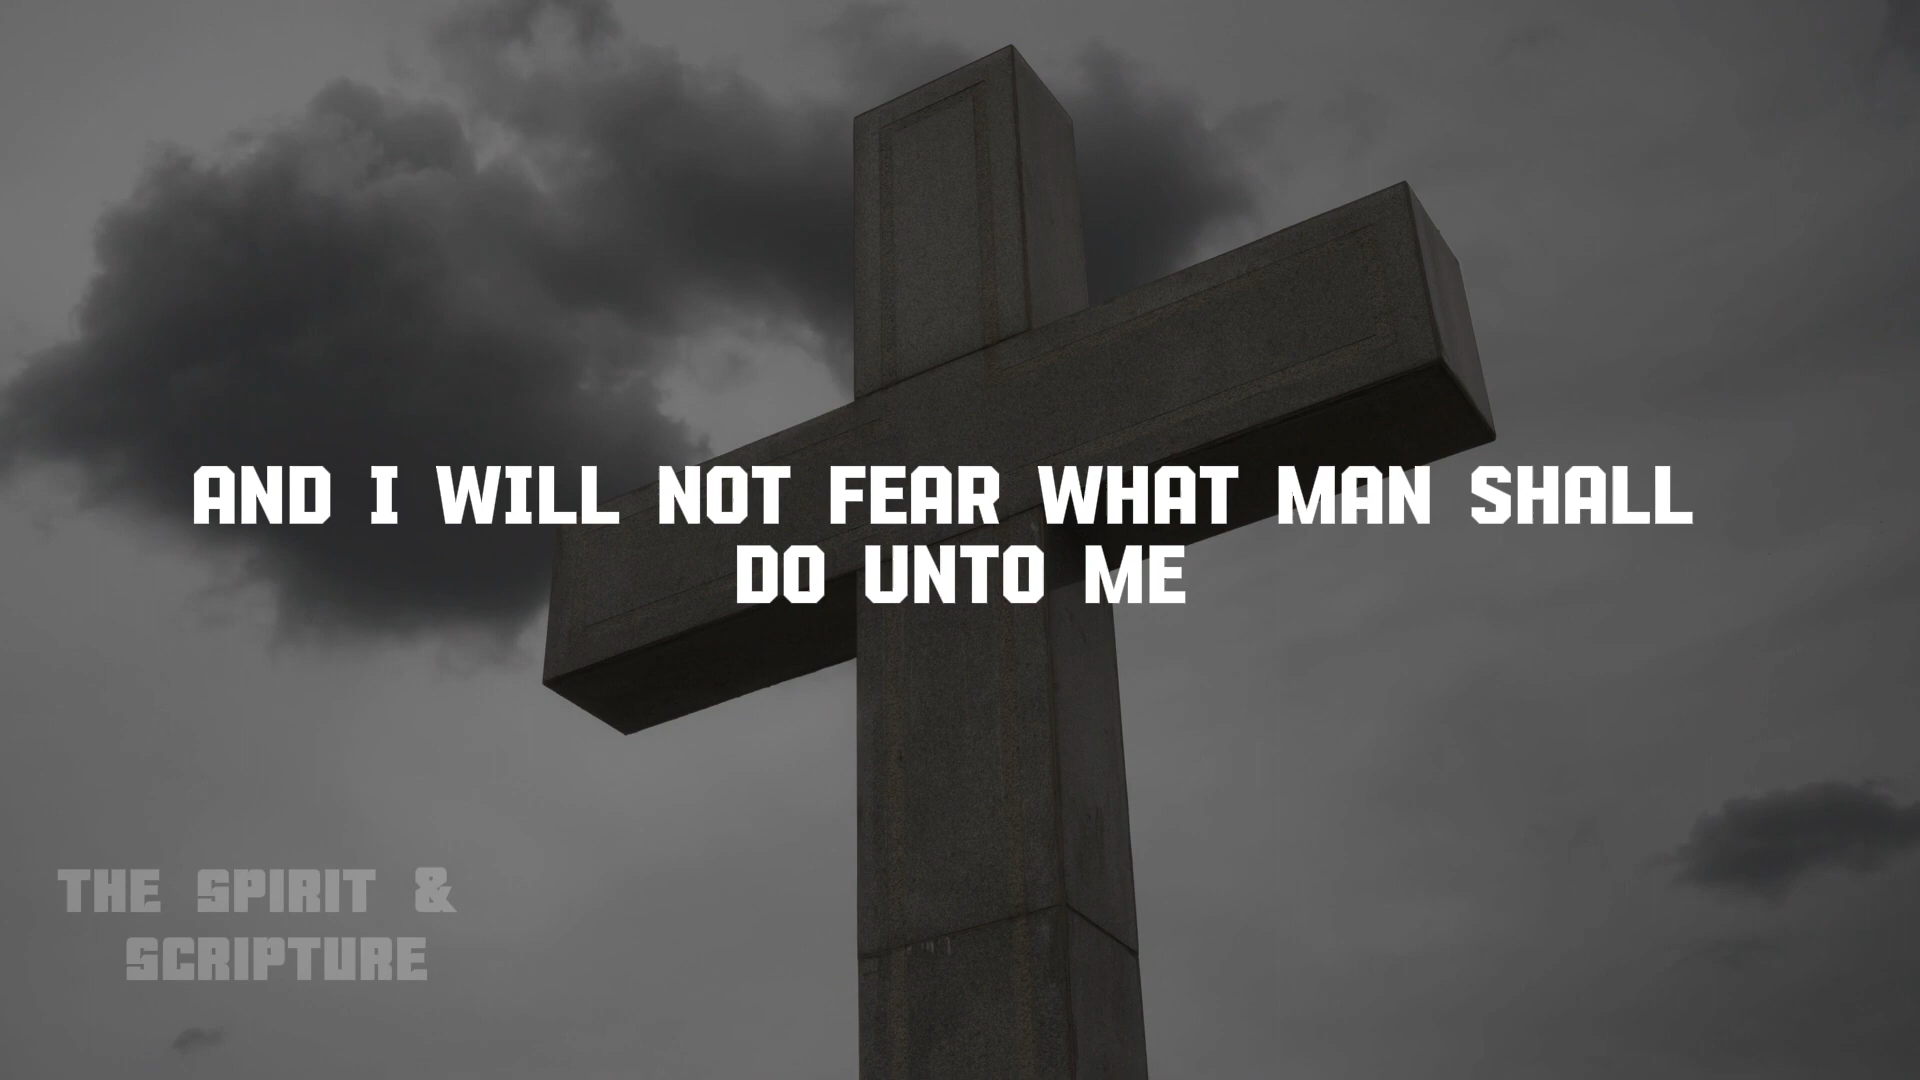 AND I WILL NOT FEAR WHAT MAN SHALL
DO UNTO ME
THE SPIRIT &
SCRIPTURE